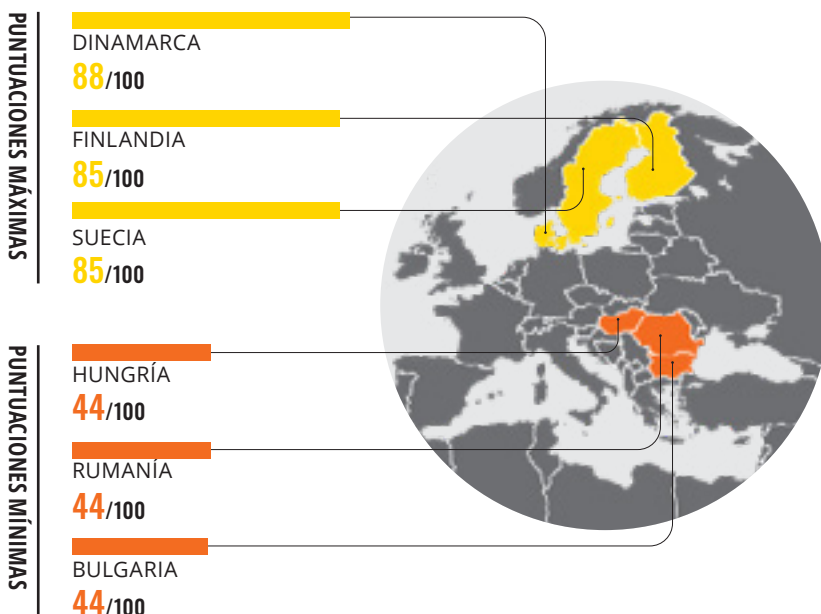 PUNTUACIONES MÁXIMAS
DINAMARCA
88/100
FINLANDIA
85/100
SUECIA
85/100
PUNTUACIONES MÍNIMAS
HUNGRÍA
44/100
RUMANÍA
44/100
BULGARIA
44/100